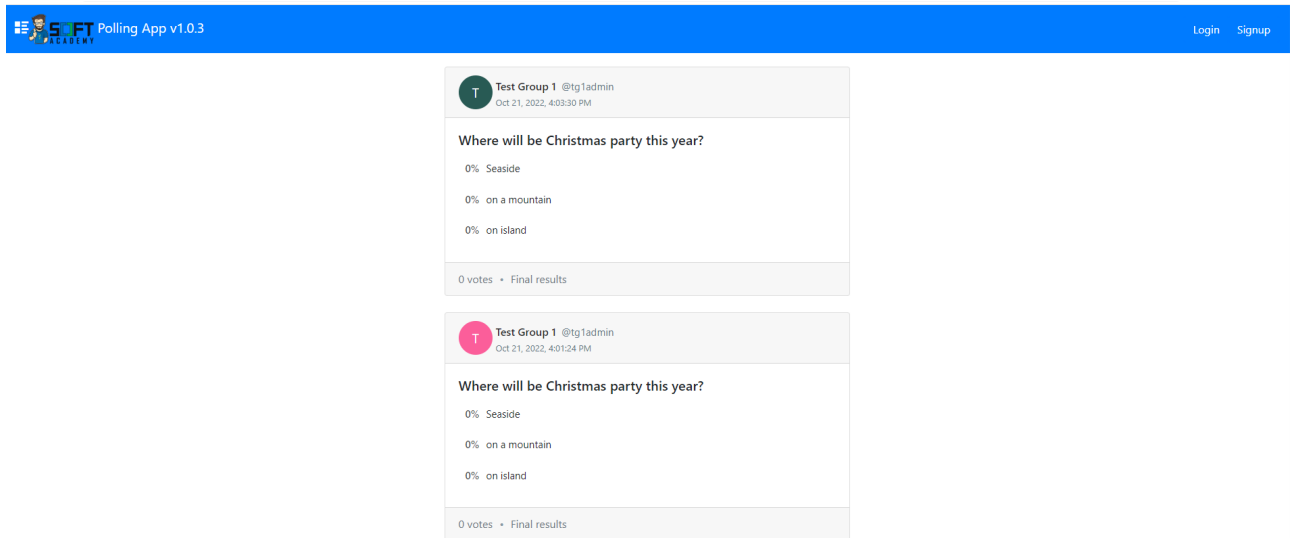 SOFT ACADEMY Polling App v1.0.3 Login Signup
T Test Group 1 @tg1admin
Oct 21, 2022, 4:03:30 PM
Where will be Christmas party this year?
0% Seaside
0% on a mountain
0% on island
0 votes • Final results
T Test Group 1 @tg1admin
Oct 21, 2022, 4:01:24 PM
Where will be Christmas party this year?
0% Seaside
0% on a mountain
0% on island
0 votes • Final results